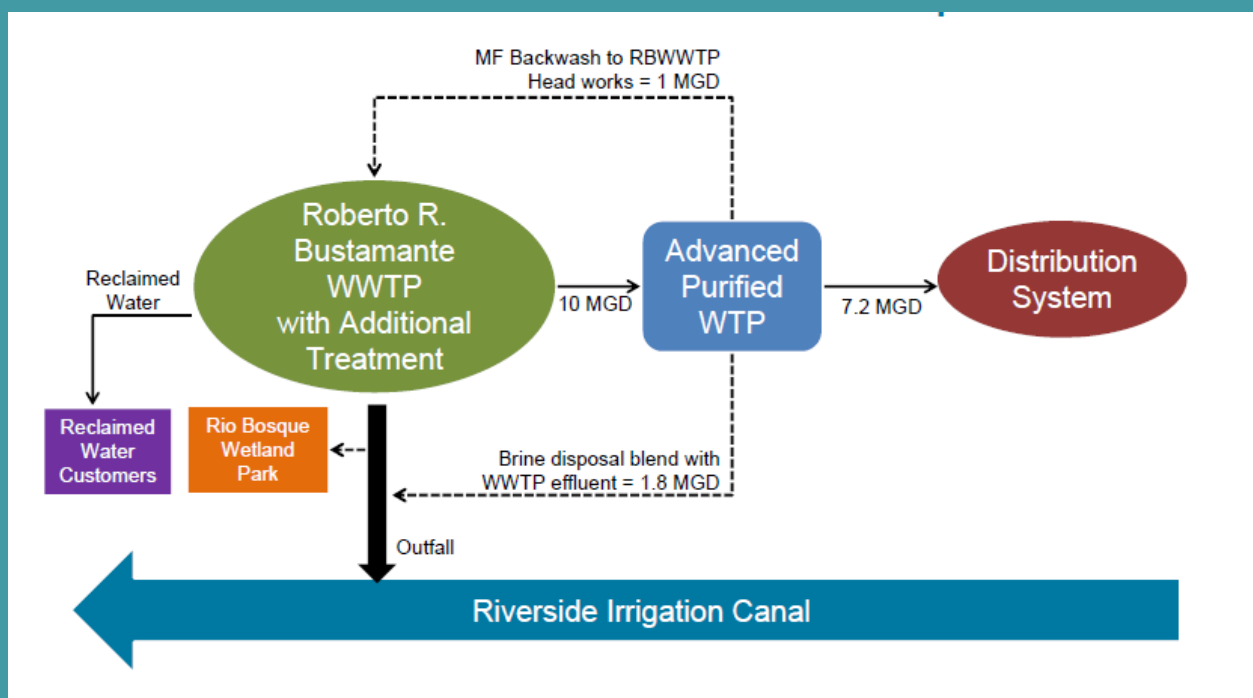 MF Backwash to RBWWTP
Head works = 1 MGD
Roberto R.
Bustamante
WWTP
with Additional
Treatment
Reclaimed
Water
10 MGD
Advanced
Purified
WTP
7.2 MGD
Distribution
System
Reclaimed
Water
Customers
Rio Bosque
Wetland
Park
Brine disposal blend with
WWTP effluent = 1.8 MGD
Outfall
Riverside Irrigation Canal